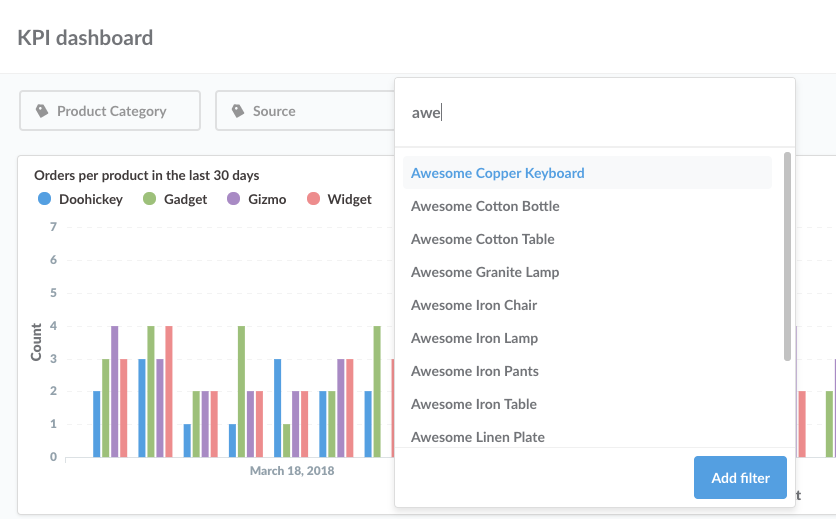 KPI dashboard
Product Category
Source
awe
Awesome Copper Keyboard
Awesome Cotton Bottle
Awesome Cotton Table
Awesome Granite Lamp
Awesome Iron Chair
Awesome Iron Lamp
Awesome Iron Pants
Awesome Iron Table
Awesome Linen Plate
Add filter
Orders per product in the last 30 days
Doohickey Gadget Gizmo Widget
7
6
5
4
3
2
1
0
Count
March 18, 2018